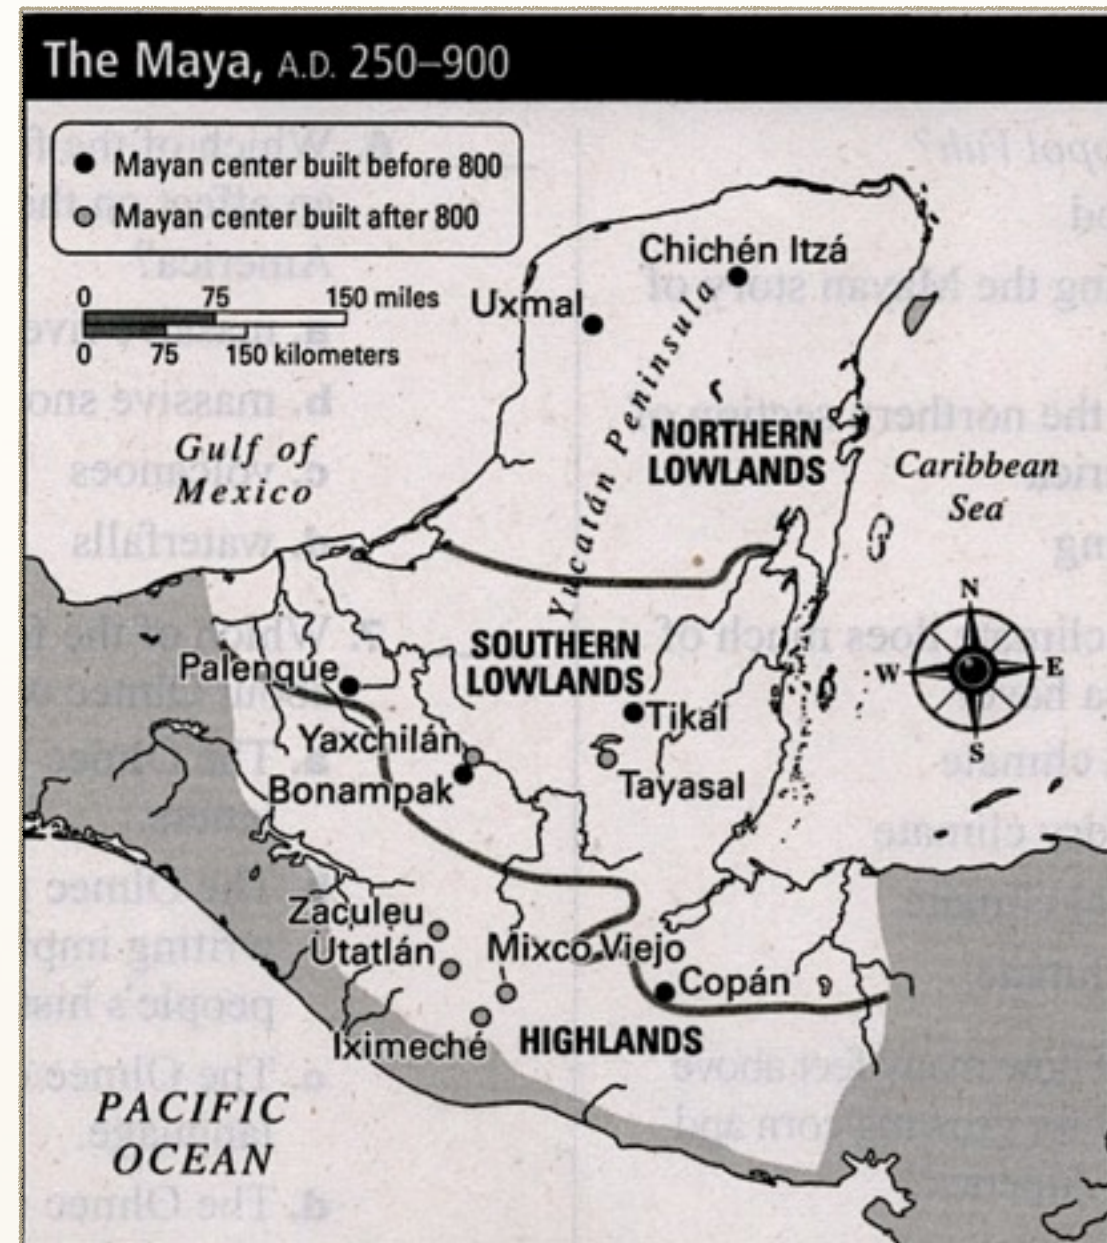 The Maya, A.D. 250–900
Mayan center built before 800
Mayan center built after 800
0 75 150 miles
0 75 150 kilometers
Chichén Itzá
Uxmal
Yucatán Peninsula
Gulf of
Mexico
NORTHERN
LOWLANDS
Caribbean
Sea
N
W E
S
SOUTHERN
LOWLANDS
Palenque
Tikal
Yaxchilán
Bonampak
Tayasal
Zaculeu
Utatlán
Mixco Viejo
Copán
Iximeché
HIGHLANDS
PACIFIC
OCEAN